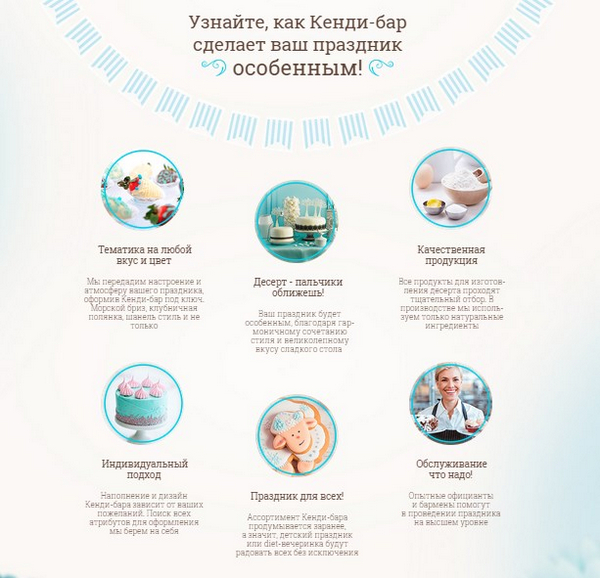 Узнайте, как Кенди-бар
сделает ваш праздник
особенным!
Тематика на любой
вкус и цвет
Мы передадим настроение и
атмосферу вашего праздника,
оформив Кенди-бар под ключ.
Морской бриз, клубничная
полянка, шанель стиль и не
только
Десерт - пальчики
оближешь!
Ваш праздник будет
особенным, благодаря гар-
моничному сочетанию
стиля и великолепному
вкусу сладкого стола
Качественная
продукция
Все продукты для изготов-
ления десерта проходят
тщательный отбор. В
производстве мы исполь-
зуем только натуральные
ингредиенты
Индивидуальный
подход
Наполнение и дизайн
Кенди-бара зависит от ваших
пожеланий. Поиск всех
атрибутов для оформления
мы берем на себя
Праздник для всех!
Ассортимент Кенди-бара
продумывается заранее,
а значит, детский праздник
или diet-вечеринка будут
радовать всех без исключения
Обслуживание
что надо!
Опытные официанты
и бармены помогут
в проведении праздника
на высшем уровне